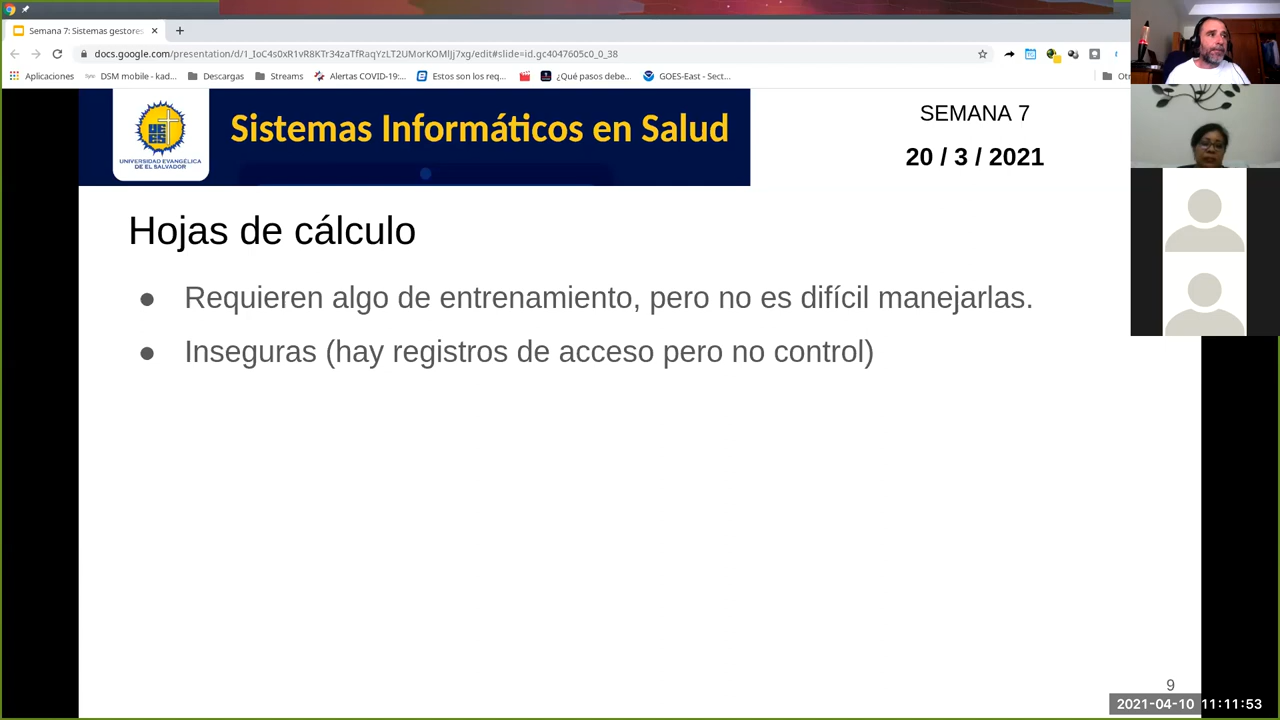 Semana 7: Sistemas gestores
docs.google.com/presentation/d/1_IoC4s0xR1vR8KTr34zaTfRaqYzLT2UMorKOMljj7xg/edit#slide=id.gc4047605c0_0_38
Aplicaciones DSM mobile - kad... Descargas Streams Alertas COVID-19:... Estos son los req... ¿Qué pasos debe... GOES-East - Sect... Otr
Sistemas Informáticos en Salud
UNIVERSIDAD EVANGÉLICA
DE EL SALVADOR
SEMANA 7
20 / 3 / 2021
Hojas de cálculo
● Requieren algo de entrenamiento, pero no es difícil manejarlas.
● Inseguras (hay registros de acceso pero no control)
9
2021-04-10 11:11:53